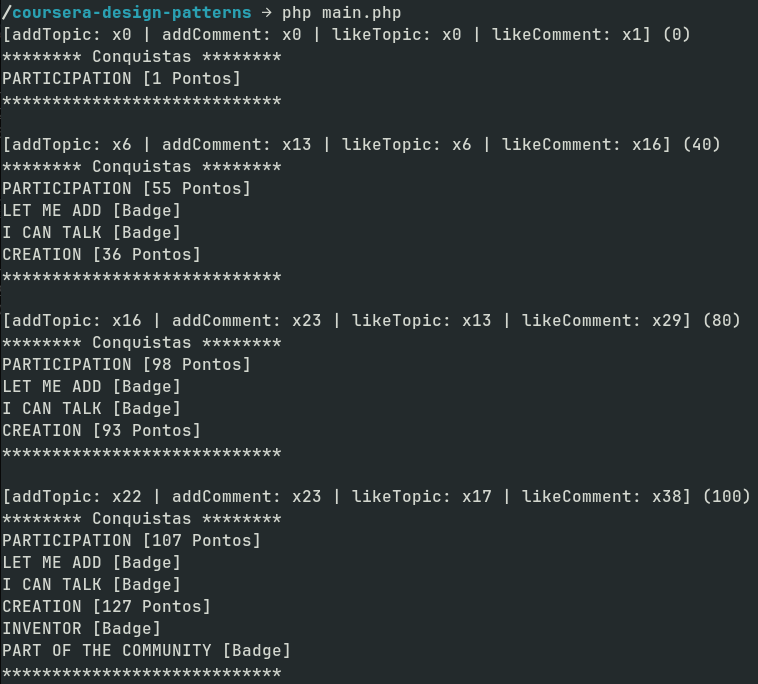 /coursera-design-patterns → php main.php
[addTopic: x0 | addComment: x0 | likeTopic: x0 | likeComment: x1] (0)
******** Conquistas ********
PARTICIPATION [1 Pontos]
****************************
[addTopic: x6 | addComment: x13 | likeTopic: x6 | likeComment: x16] (40)
******** Conquistas ********
PARTICIPATION [55 Pontos]
LET ME ADD [Badge]
I CAN TALK [Badge]
CREATION [36 Pontos]
****************************
[addTopic: x16 | addComment: x23 | likeTopic: x13 | likeComment: x29] (80)
******** Conquistas ********
PARTICIPATION [98 Pontos]
LET ME ADD [Badge]
I CAN TALK [Badge]
CREATION [93 Pontos]
****************************
[addTopic: x22 | addComment: x23 | likeTopic: x17 | likeComment: x38] (100)
******** Conquistas ********
PARTICIPATION [107 Pontos]
LET ME ADD [Badge]
I CAN TALK [Badge]
CREATION [127 Pontos]
INVENTOR [Badge]
PART OF THE COMMUNITY [Badge]
****************************